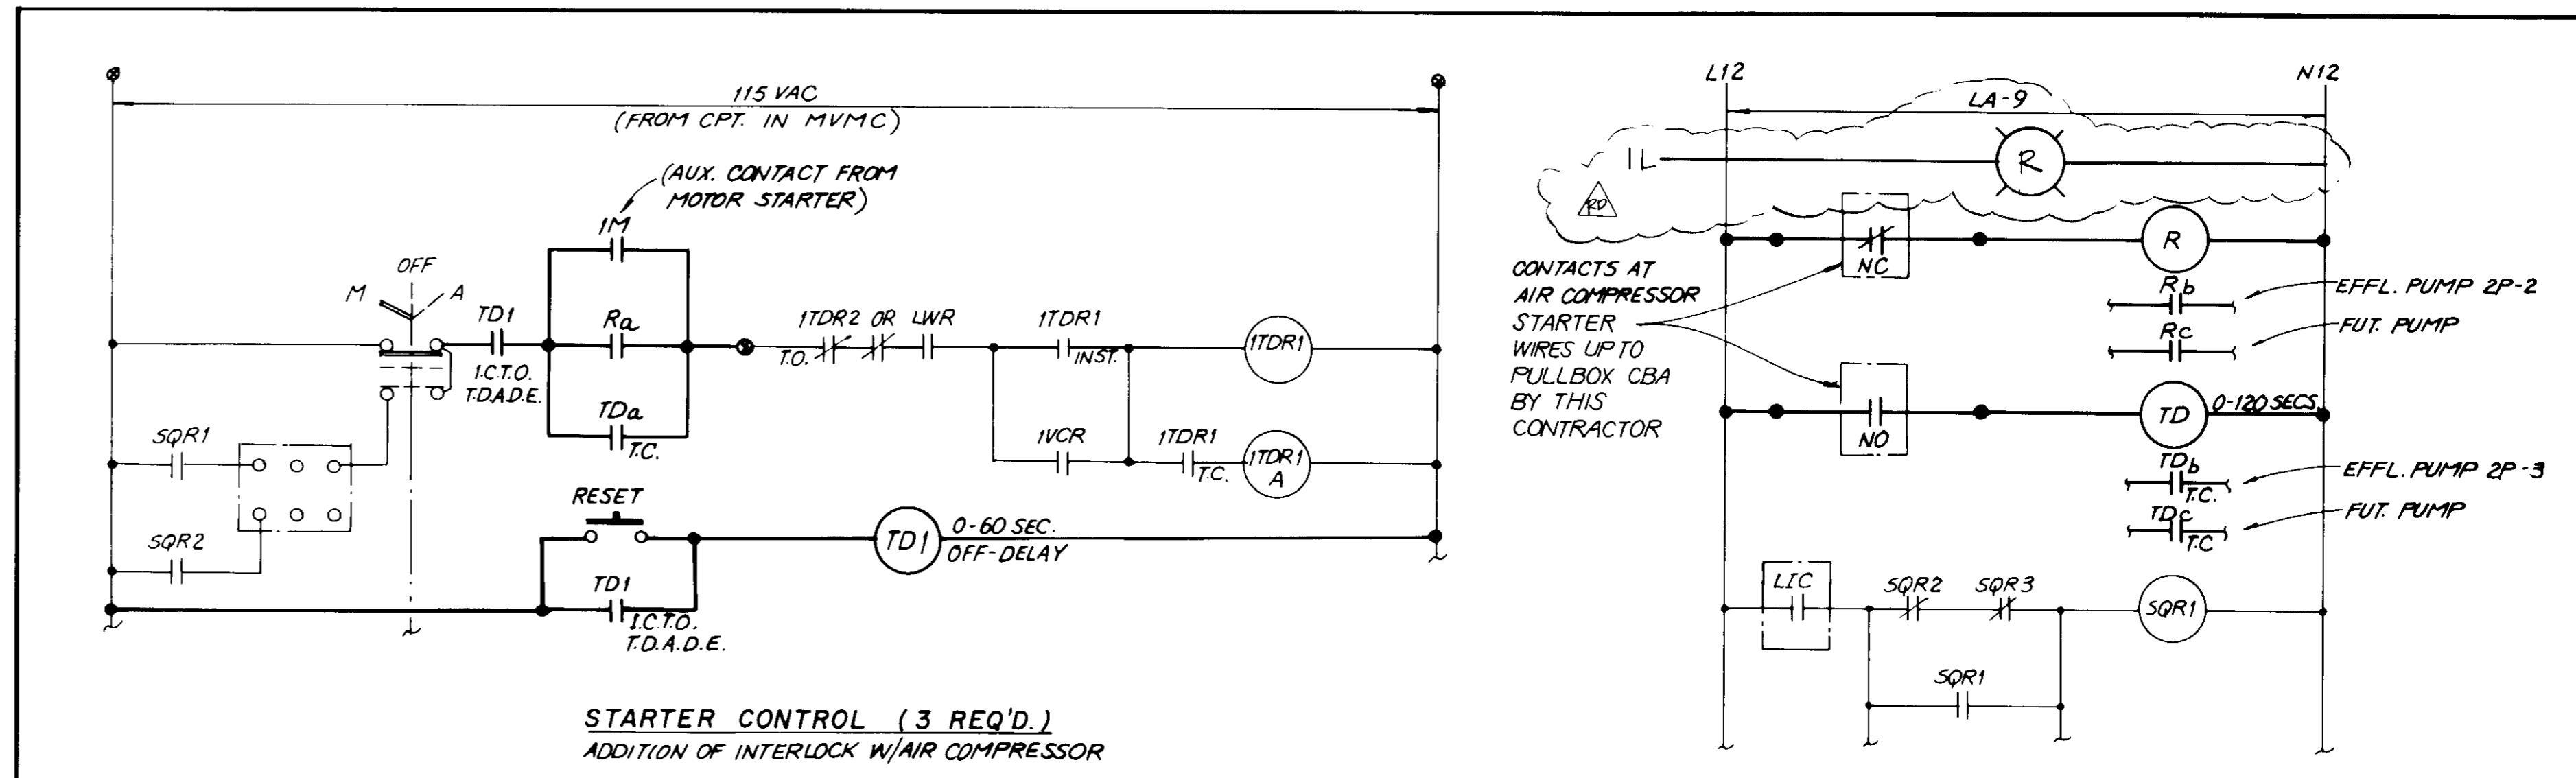 115 VAC
(FROM CPT. IN MVMC)
(AUX. CONTACT FROM
MOTOR STARTER)
1M
OFF
M
A
TD1
I.C.T.O.
T.D.A.D.E.
Ra
TDa
T.C.
1TDR2 OR LWR
T.O.
1TDR1
INST.
1TDR1
1VCR
1TDR1
T.C.
1TDR1
A
SQR1
SQR2
RESET
TD1
I.C.T.O.
T.D.A.D.E.
TD1
0-60 SEC.
OFF-DELAY
STARTER CONTROL (3 REQ'D.)
ADDITION OF INTERLOCK W/AIR COMPRESSOR
L12
N12
LA-9
IL
R
RD
NC
R
CONTACTS AT
AIR COMPRESSOR
STARTER
WIRES UP TO
PULLBOX CBA
BY THIS
CONTRACTOR
Rb
EFFL. PUMP 2P-2
Rc
FUT. PUMP
NO
TD
0-120 SECS.
TDb
T.C.
EFFL. PUMP 2P-3
TDc
T.C
FUT. PUMP
LIC
SQR2
SQR3
SQR1
SQR1